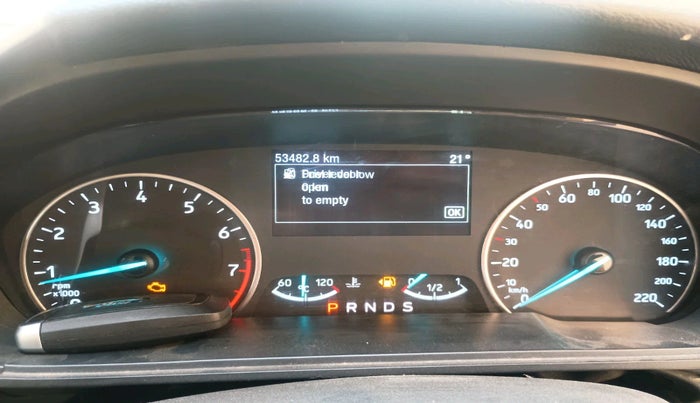 53482.8 km 21°
open
to empty
OK
1 2 3 4 5 6 7
rpm
x1000
60 °C 120
0 1/2 1
P R N D S
0 10 20 30 40 50 60 80 100 120 140 160 180 200 220
km/h